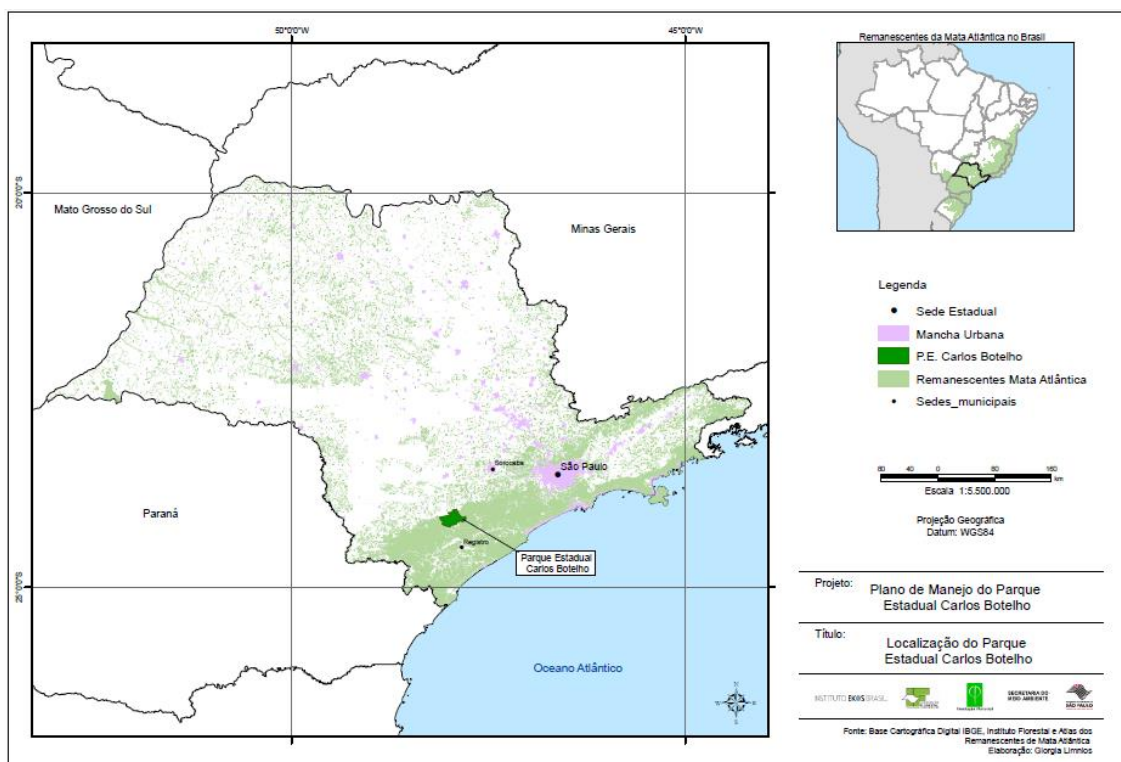 50°0'0"S
45°0'0"S
20°0'0"S
25°0'0"S
Mato Grosso do Sul
Minas Gerais
Sorocaba
São Paulo
Paraná
Registro
Parque Estadual
Carlos Botelho
Oceano Atlântico
N
Remanescentes da Mata Atlântica no Brasil
Legenda
Sede Estadual
Mancha Urbana
P.E. Carlos Botelho
Remanescentes Mata Atlântica
Sedes_municipais
80 40 0 80 160
km
Escala 1:5.500.000
Projeção Geográfica
Datum: WGS84
Projeto: Plano de Manejo do Parque
Estadual Carlos Botelho
Título: Localização do Parque
Estadual Carlos Botelho
INSTITUTO EKOS BRASIL
SECRETARIA DO
MEIO AMBIENTE
SÃO PAULO
Fonte: Base Cartográfica Digital IBGE, Instituto Florestal e Atlas dos
Remanescentes de Mata Atlântica
Elaboração: Giorgia Limnios